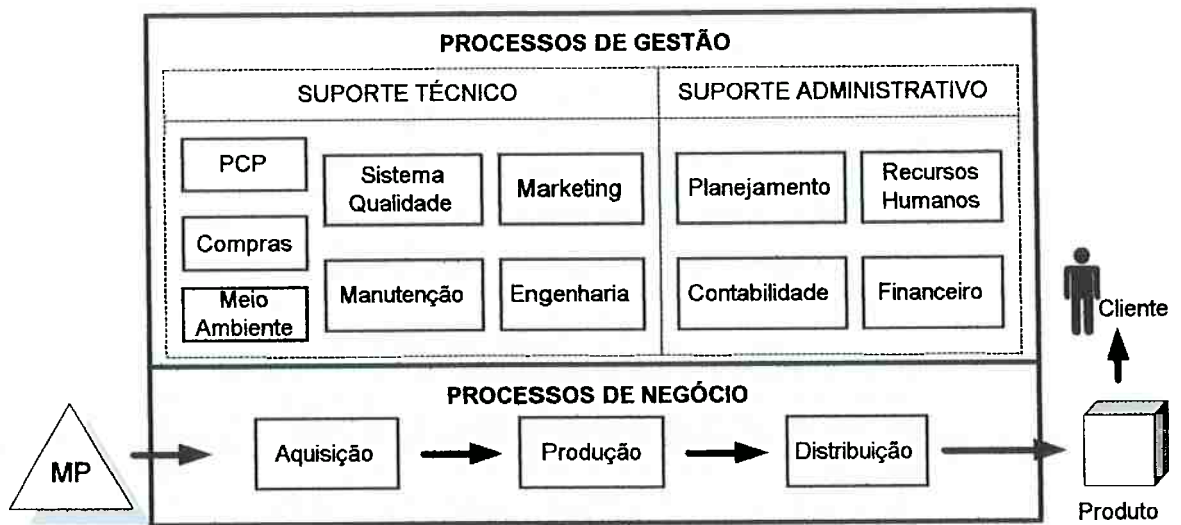 PROCESSOS DE GESTÃO
SUPORTE TÉCNICO
SUPORTE ADMINISTRATIVO
PCP
Sistema
Qualidade
Marketing
Planejamento
Recursos
Humanos
Compras
Meio
Ambiente
Manutenção
Engenharia
Contabilidade
Financeiro
Cliente
PROCESSOS DE NEGÓCIO
MP
Aquisição
Produção
Distribuição
Produto